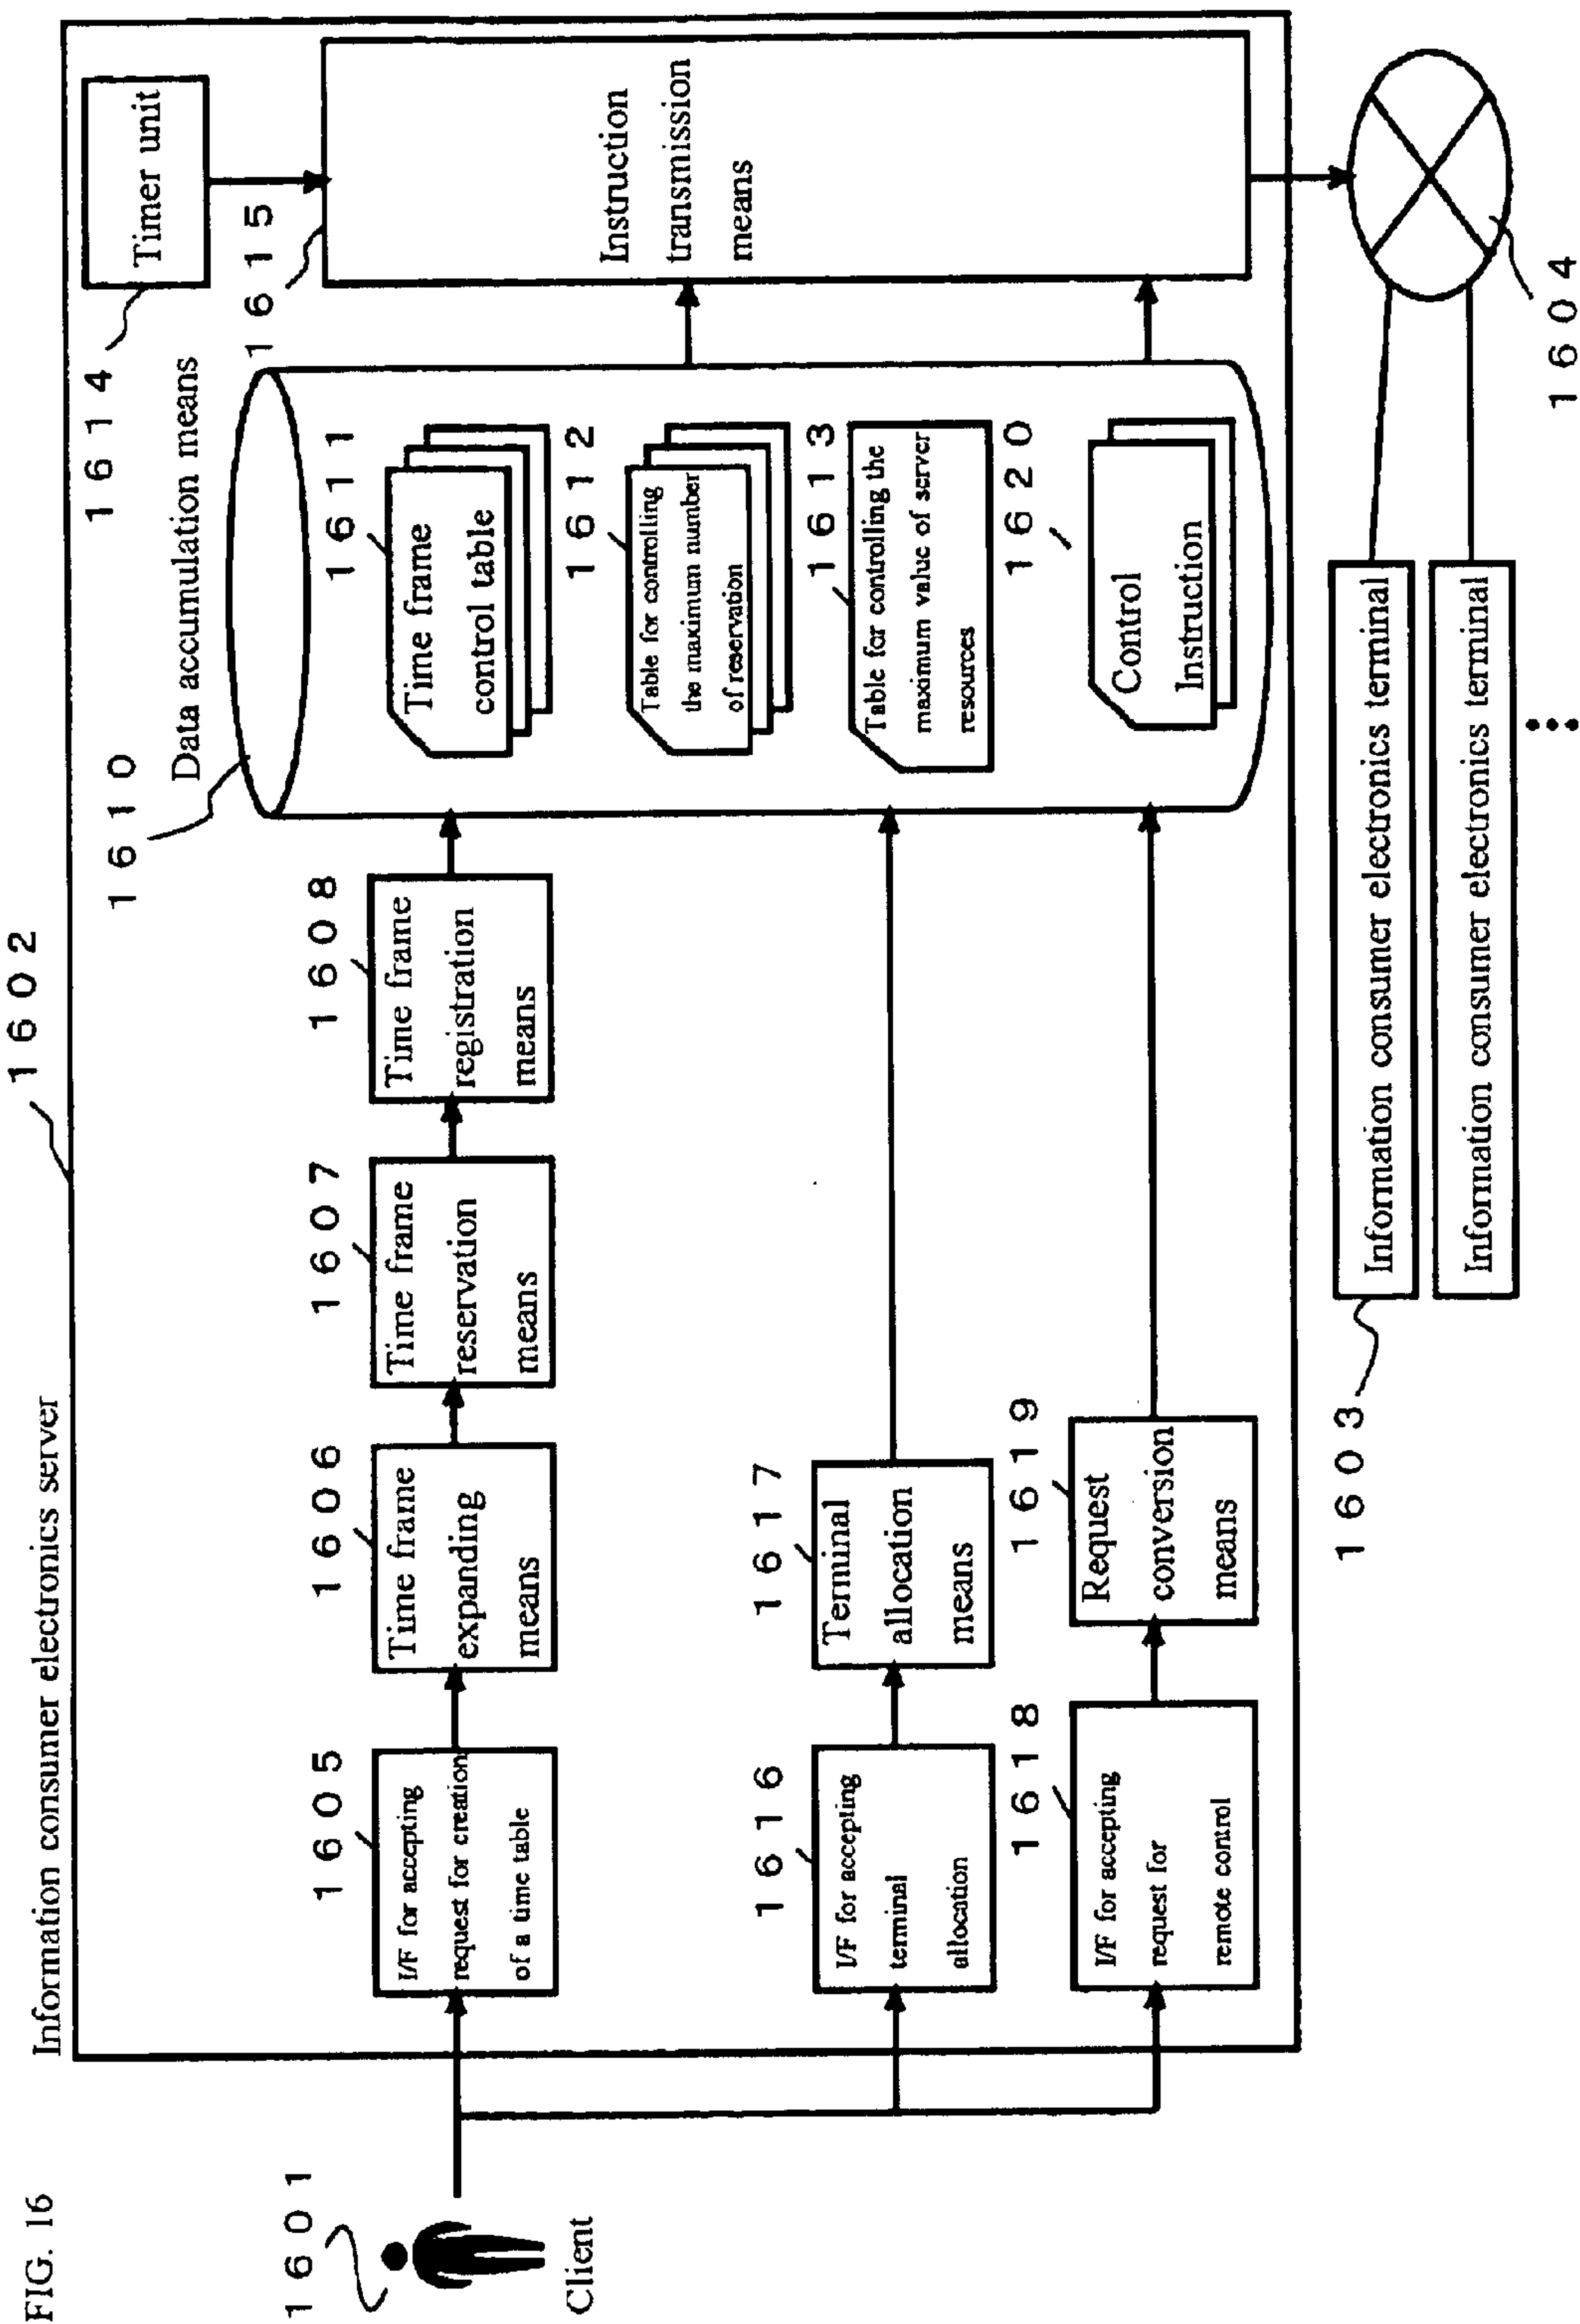 FIG. 16
Information consumer electronics server
1602
1601
Client
1605
I/F for accepting
request for creation
of a time table
1606
Time frame
expanding
means
1607
Time frame
reservation
means
1608
Time frame
registration
means
1616
I/F for accepting
terminal
allocation
1617
Terminal
allocation
means
1618
I/F for accepting
request for
remote control
1619
Request
conversion
means
1610
Data accumulation means
1611
Time frame
control table
1612
Table for controlling
the maximum number
of reservation
1613
Table for controlling the
maximum value of server
resources
1620
Control
Instruction
1614
Timer unit
1615
Instruction
transmission
means
1603
Information consumer electronics terminal
Information consumer electronics terminal
1604